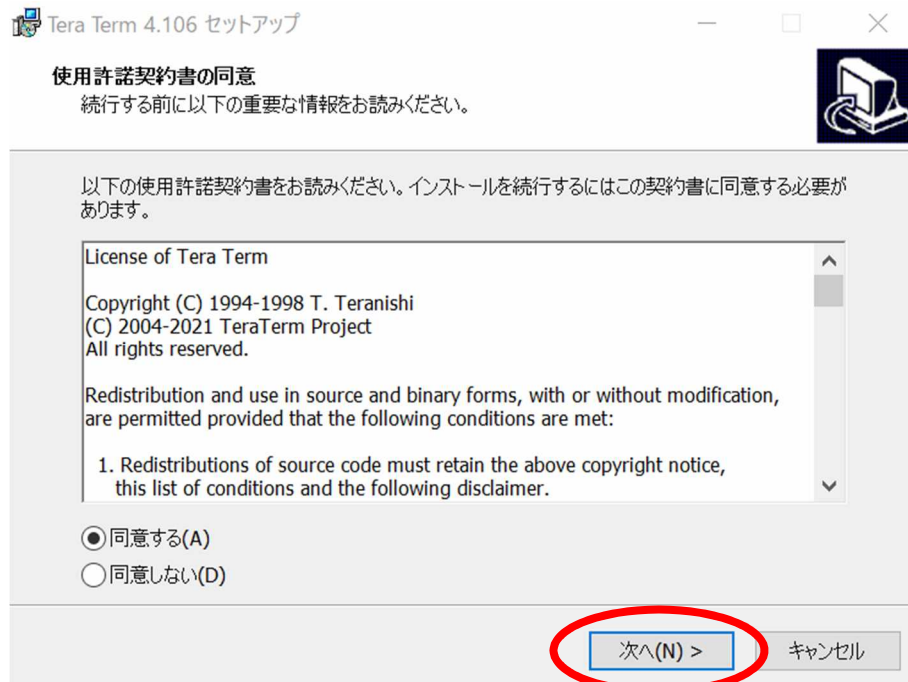 Tera Term 4.106 セットアップ
使用許諾契約書の同意
続行する前に以下の重要な情報をお読みください。
以下の使用許諾契約書をお読みください。インストールを続行するにはこの契約書に同意する必要が
あります。
License of Tera Term
Copyright (C) 1994-1998 T. Teranishi
(C) 2004-2021 TeraTerm Project
All rights reserved.
Redistribution and use in source and binary forms, with or without modification,
are permitted provided that the following conditions are met:
1. Redistributions of source code must retain the above copyright notice,
this list of conditions and the following disclaimer.
同意する(A)
同意しない(D)
次へ(N) >
キャンセル